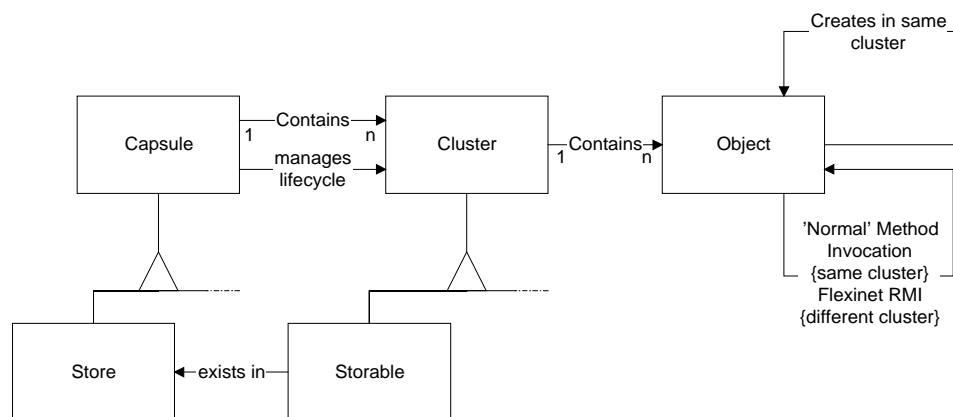 Creates in same
cluster
Capsule
1
Contains
n
manages
lifecycle
Cluster
1
Contains
n
Object
’Normal’ Method
Invocation
{same cluster}
Flexinet RMI
{different cluster}
Store
exists in
Storable